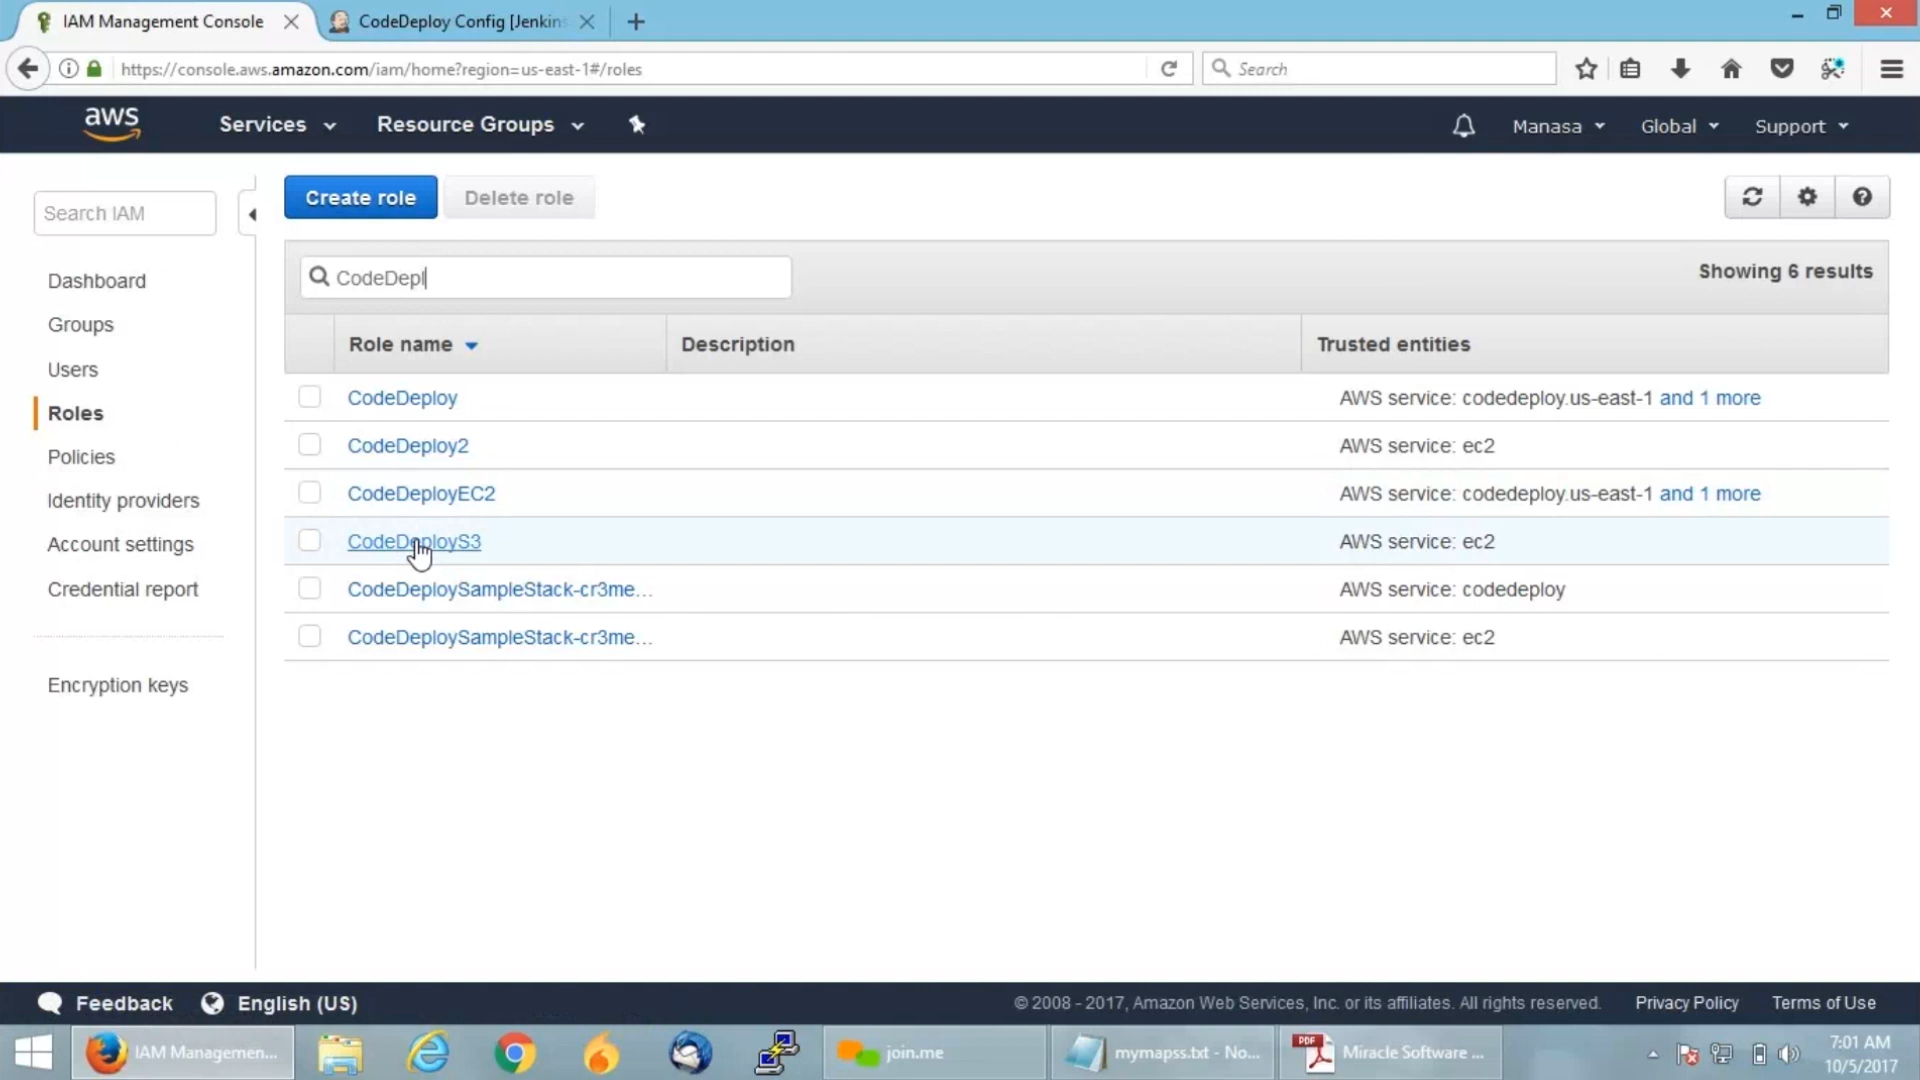 IAM Management Console
CodeDeploy Config [Jenkins
https://console.aws.amazon.com/iam/home?region=us-east-1#/roles
Search
aws
Services
Resource Groups
Manasa
Global
Support
Search IAM
Create role
Delete role
CodeDepl
Showing 6 results
Dashboard
Groups
Users
Roles
Policies
Identity providers
Account settings
Credential report
Encryption keys
Role name
Description
Trusted entities
CodeDeploy
AWS service: codedeploy.us-east-1 and 1 more
CodeDeploy2
AWS service: ec2
CodeDeployEC2
AWS service: codedeploy.us-east-1 and 1 more
CodeDeployS3
AWS service: ec2
CodeDeploySampleStack-cr3me...
AWS service: codedeploy
CodeDeploySampleStack-cr3me...
AWS service: ec2
Feedback
English (US)
© 2008 - 2017, Amazon Web Services, Inc. or its affiliates. All rights reserved.
Privacy Policy
Terms of Use
IAM Managemen...
join.me
mymapss.txt - No...
PDF
Miracle Software ...
7:01 AM
10/5/2017